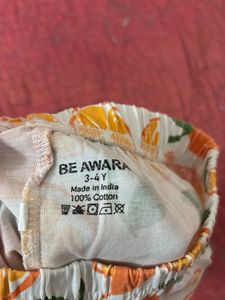 BE AWARA
3-4 Y
Made in India
100% Cotton